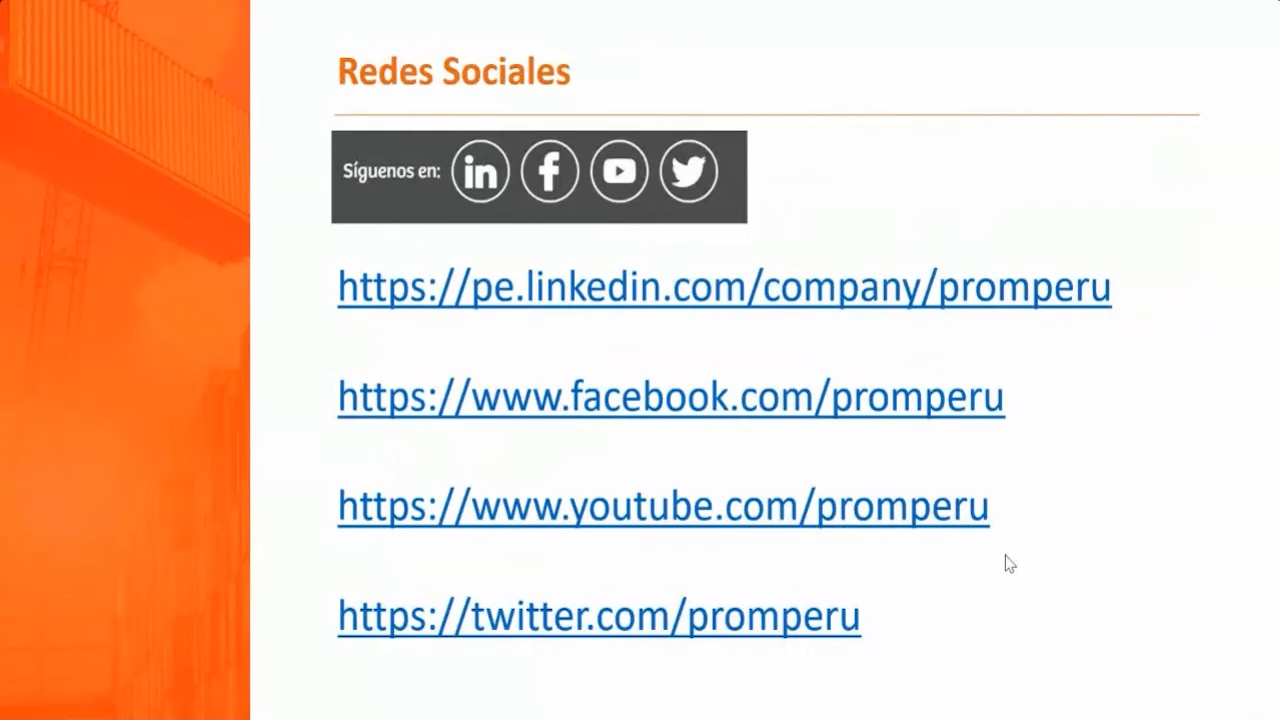 Redes Sociales
Síguenos en:
https://pe.linkedin.com/company/promperu
https://www.facebook.com/promperu
https://www.youtube.com/promperu
https://twitter.com/promperu